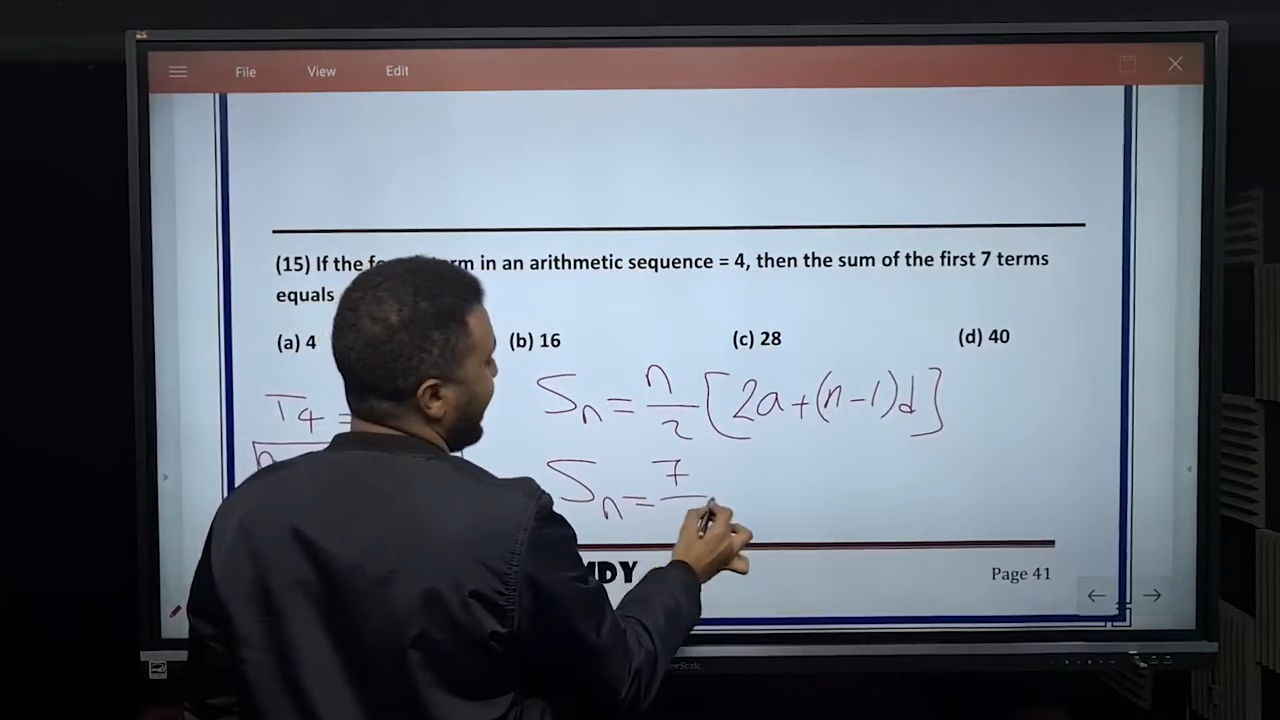 File View Edit
(15) If the rm in an arithmetic sequence = 4, then the sum of the first 7 terms
equals
(a) 4 (b) 16 (c) 28 (d) 40
T4 = Sn = n/2 [2a+(n-1)d]
Sn = 7
MDY Page 41